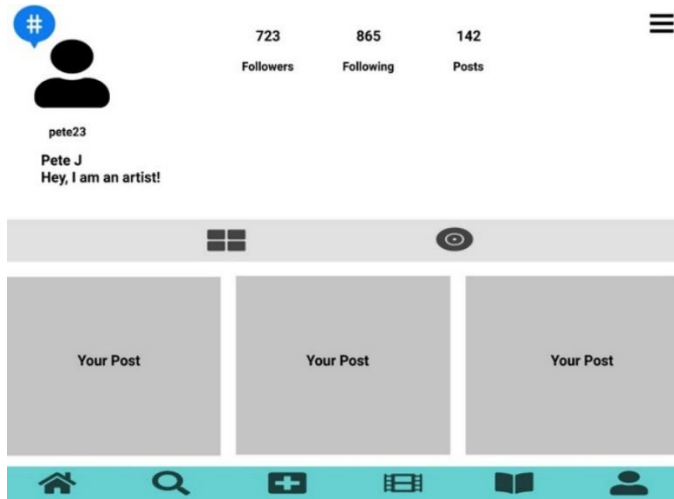 #
723 865 142
Followers Following Posts
pete23
Pete J
Hey, I am an artist!
Your Post Your Post Your Post